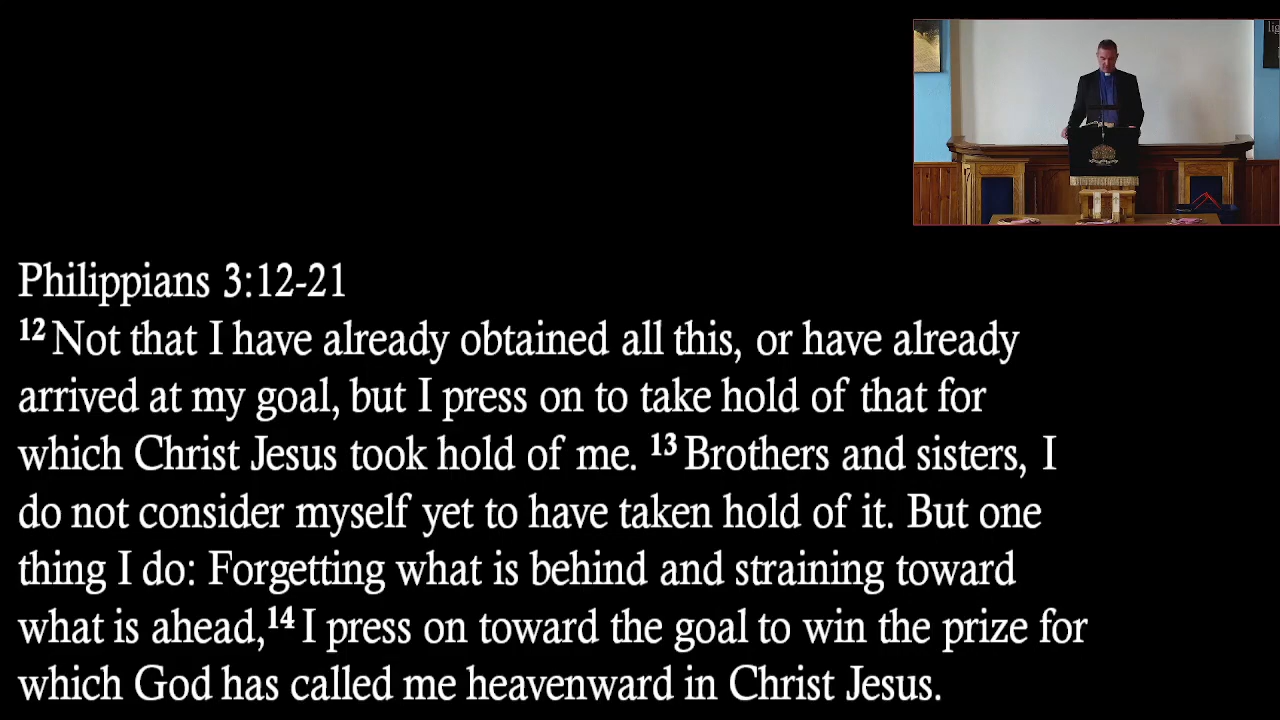 lig
Philippians 3:12-21
¹² Not that I have already obtained all this, or have already
arrived at my goal, but I press on to take hold of that for
which Christ Jesus took hold of me. ¹³ Brothers and sisters, I
do not consider myself yet to have taken hold of it. But one
thing I do: Forgetting what is behind and straining toward
what is ahead,¹⁴ I press on toward the goal to win the prize for
which God has called me heavenward in Christ Jesus.